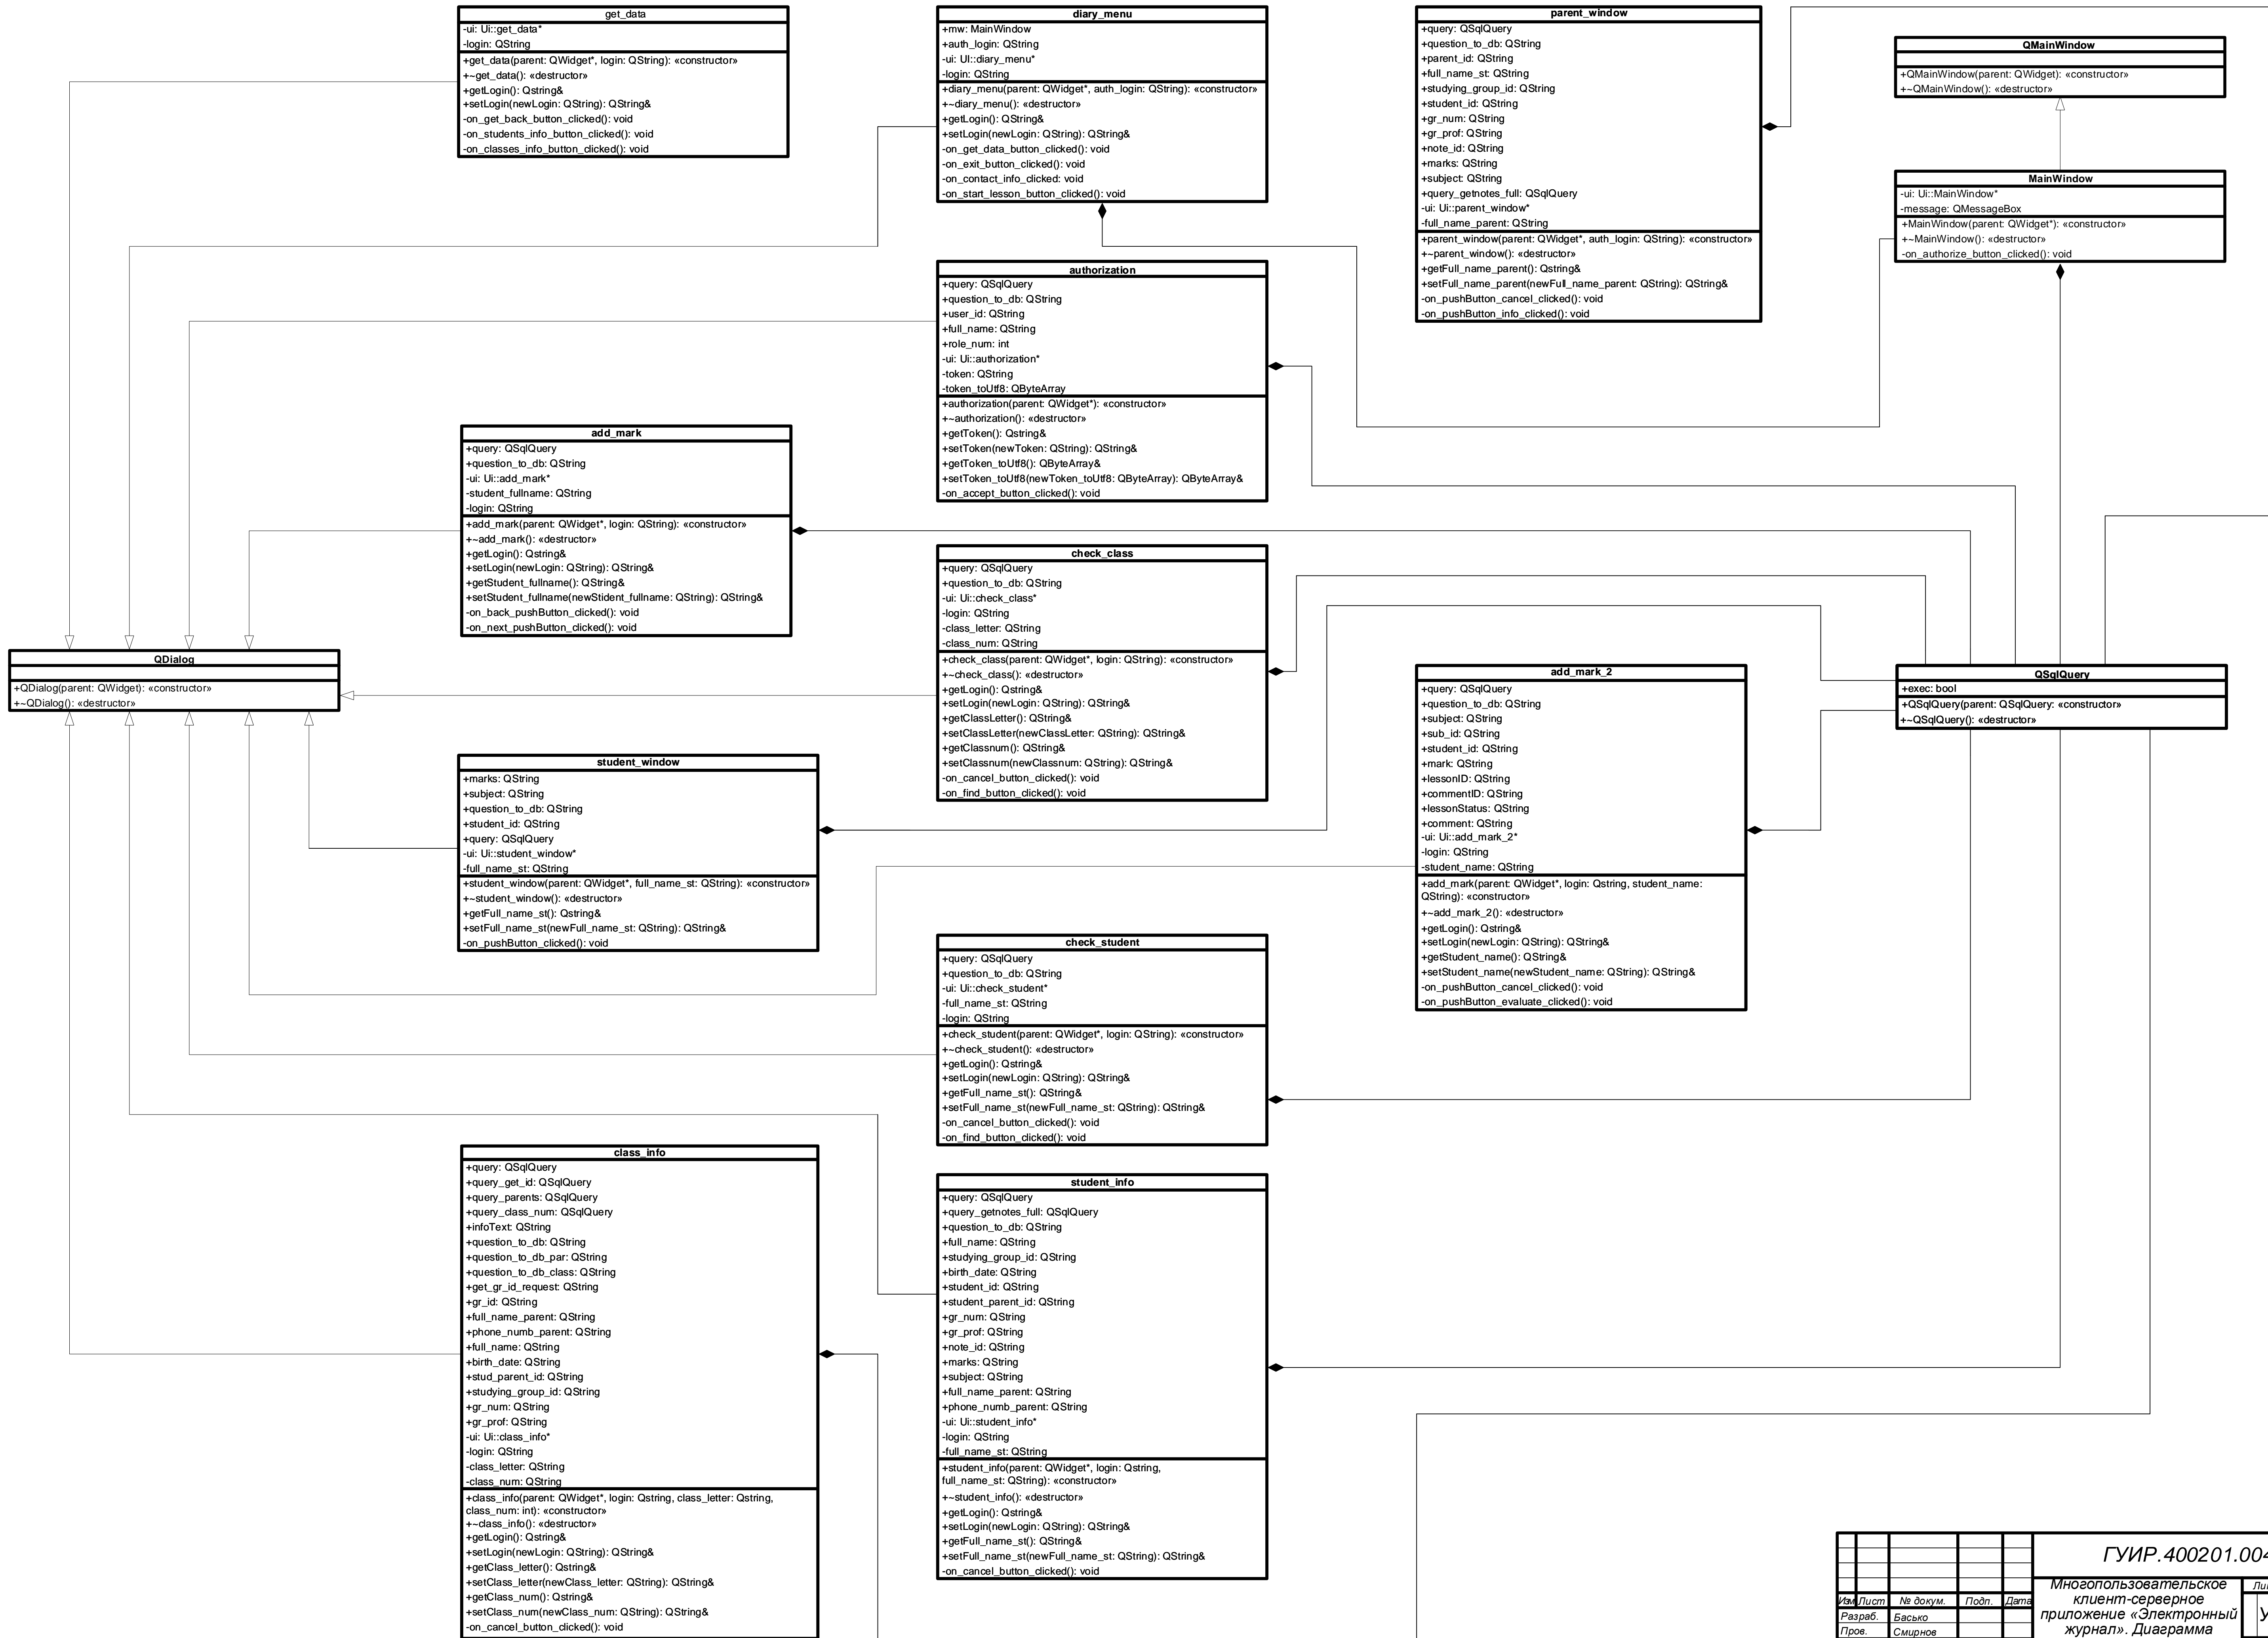 get_data
-ui: Ui::get_data*
-login: QString
+get_data(parent: QWidget*, login: QString): «constructor»
+~get_data(): «destructor»
+getLogin(): Qstring&
+setLogin(newLogin: QString): QString&
-on_get_back_button_clicked(): void
-on_students_info_button_clicked(): void
-on_classes_info_button_clicked(): void
diary_menu
+mw: MainWindow
+auth_login: QString
-ui: UI::diary_menu*
-login: QString
+diary_menu(parent: QWidget*, auth_login: QString): «constructor»
+~diary_menu(): «destructor»
+getLogin(): QString&
+setLogin(newLogin: QString): QString&
-on_get_data_button_clicked(): void
-on_exit_button_clicked(): void
-on_contact_info_clicked: void
-on_start_lesson_button_clicked(): void
parent_window
+query: QSqlQuery
+question_to_db: QString
+parent_id: QString
+full_name_st: QString
+studying_group_id: QString
+student_id: QString
+gr_num: QString
+gr_prof: QString
+note_id: QString
+marks: QString
+subject: QString
+query_getnotes_full: QSqlQuery
-ui: Ui::parent_window*
-full_name_parent: QString
+parent_window(parent: QWidget*, auth_login: QString): «constructor»
+~parent_window(): «destructor»
+getFull_name_parent(): Qstring&
+setFull_name_parent(newFull_name_parent: QString): QString&
-on_pushButton_cancel_clicked(): void
-on_pushButton_info_clicked(): void
QMainWindow
+QMainWindow(parent: QWidget): «constructor»
+~QMainWindow(): «destructor»
MainWindow
-ui: Ui::MainWindow*
-message: QMessageBox
+MainWindow(parent: QWidget*): «constructor»
+~MainWindow(): «destructor»
-on_authorize_button_clicked(): void
authorization
+query: QSqlQuery
+question_to_db: QString
+user_id: QString
+full_name: QString
+role_num: int
-ui: Ui::authorization*
-token: QString
-token_toUtf8: QByteArray
+authorization(parent: QWidget*): «constructor»
+~authorization(): «destructor»
+getToken(): Qstring&
+setToken(newToken: QString): QString&
+getToken_toUtf8(): QByteArray&
+setToken_toUtf8(newToken_toUtf8: QByteArray): QByteArray&
-on_accept_button_clicked(): void
add_mark
+query: QSqlQuery
+question_to_db: QString
-ui: Ui::add_mark*
-student_fullname: QString
-login: QString
+add_mark(parent: QWidget*, login: QString): «constructor»
+~add_mark(): «destructor»
+getLogin(): Qstring&
+setLogin(newLogin: QString): QString&
+getStudent_fullname(): QString&
+setStudent_fullname(newStident_fullname: QString): QString&
-on_back_pushButton_clicked(): void
-on_next_pushButton_clicked(): void
check_class
+query: QSqlQuery
+question_to_db: QString
-ui: Ui::check_class*
-login: QString
-class_letter: QString
-class_num: QString
+check_class(parent: QWidget*, login: QString): «constructor»
+~check_class(): «destructor»
+getLogin(): Qstring&
+setLogin(newLogin: QString): QString&
+getClassLetter(): QString&
+setClassLetter(newClassLetter: QString): QString&
+getClassnum(): QString&
+setClassnum(newClassnum: QString): QString&
-on_cancel_button_clicked(): void
-on_find_button_clicked(): void
QDialog
+QDialog(parent: QWidget): «constructor»
+~QDialog(): «destructor»
add_mark_2
+query: QSqlQuery
+question_to_db: QString
+subject: QString
+sub_id: QString
+student_id: QString
+mark: QString
+lessonID: QString
+commentID: QString
+lessonStatus: QString
+comment: QString
-ui: Ui::add_mark_2*
-login: QString
-student_name: QString
+add_mark(parent: QWidget*, login: Qstring, student_name:
QString): «constructor»
+~add_mark_2(): «destructor»
+getLogin(): Qstring&
+setLogin(newLogin: QString): QString&
+getStudent_name(): QString&
+setStudent_name(newStudent_name: QString): QString&
-on_pushButton_cancel_clicked(): void
-on_pushButton_evaluate_clicked(): void
QSqlQuery
+exec: bool
+QSqlQuery(parent: QSqlQuery: «constructor»
+~QSqlQuery(): «destructor»
student_window
+marks: QString
+subject: QString
+question_to_db: QString
+student_id: QString
+query: QSqlQuery
-ui: Ui::student_window*
-full_name_st: QString
+student_window(parent: QWidget*, full_name_st: QString): «constructor»
+~student_window(): «destructor»
+getFull_name_st(): Qstring&
+setFull_name_st(newFull_name_st: QString): QString&
-on_pushButton_clicked(): void
check_student
+query: QSqlQuery
+question_to_db: QString
-ui: Ui::check_student*
-full_name_st: QString
-login: QString
+check_student(parent: QWidget*, login: QString): «constructor»
+~check_student(): «destructor»
+getLogin(): Qstring&
+setLogin(newLogin: QString): QString&
+getFull_name_st(): QString&
+setFull_name_st(newFull_name_st: QString): QString&
-on_cancel_button_clicked(): void
-on_find_button_clicked(): void
class_info
+query: QSqlQuery
+query_get_id: QSqlQuery
+query_parents: QSqlQuery
+query_class_num: QSqlQuery
+infoText: QString
+question_to_db: QString
+question_to_db_par: QString
+question_to_db_class: QString
+get_gr_id_request: QString
+gr_id: QString
+full_name_parent: QString
+phone_numb_parent: QString
+full_name: QString
+birth_date: QString
+stud_parent_id: QString
+studying_group_id: QString
+gr_num: QString
+gr_prof: QString
-ui: Ui::class_info*
-login: QString
-class_letter: QString
-class_num: QString
+class_info(parent: QWidget*, login: Qstring, class_letter: Qstring,
class_num: int): «constructor»
+~class_info(): «destructor»
+getLogin(): Qstring&
+setLogin(newLogin: QString): QString&
+getClass_letter(): Qstring&
+setClass_letter(newClass_letter: QString): QString&
+getClass_num(): Qstring&
+setClass_num(newClass_num: QString): QString&
-on_cancel_button_clicked(): void
student_info
+query: QSqlQuery
+query_getnotes_full: QSqlQuery
+question_to_db: QString
+full_name: QString
+studying_group_id: QString
+birth_date: QString
+student_id: QString
+student_parent_id: QString
+gr_num: QString
+gr_prof: QString
+note_id: QString
+marks: QString
+subject: QString
+full_name_parent: QString
+phone_numb_parent: QString
-ui: Ui::student_info*
-login: QString
-full_name_st: QString
+student_info(parent: QWidget*, login: Qstring,
full_name_st: QString): «constructor»
+~student_info(): «destructor»
+getLogin(): Qstring&
+setLogin(newLogin: QString): QString&
+getFull_name_st(): QString&
+setFull_name_st(newFull_name_st: QString): QString&
-on_cancel_button_clicked(): void
ГУИР.400201.004
Многопользовательское
клиент-серверное
приложение «Электронный
журнал». Диаграмма
Изм Лист № докум. Подп. Дата
Разраб. Басько
Пров. Смирнов